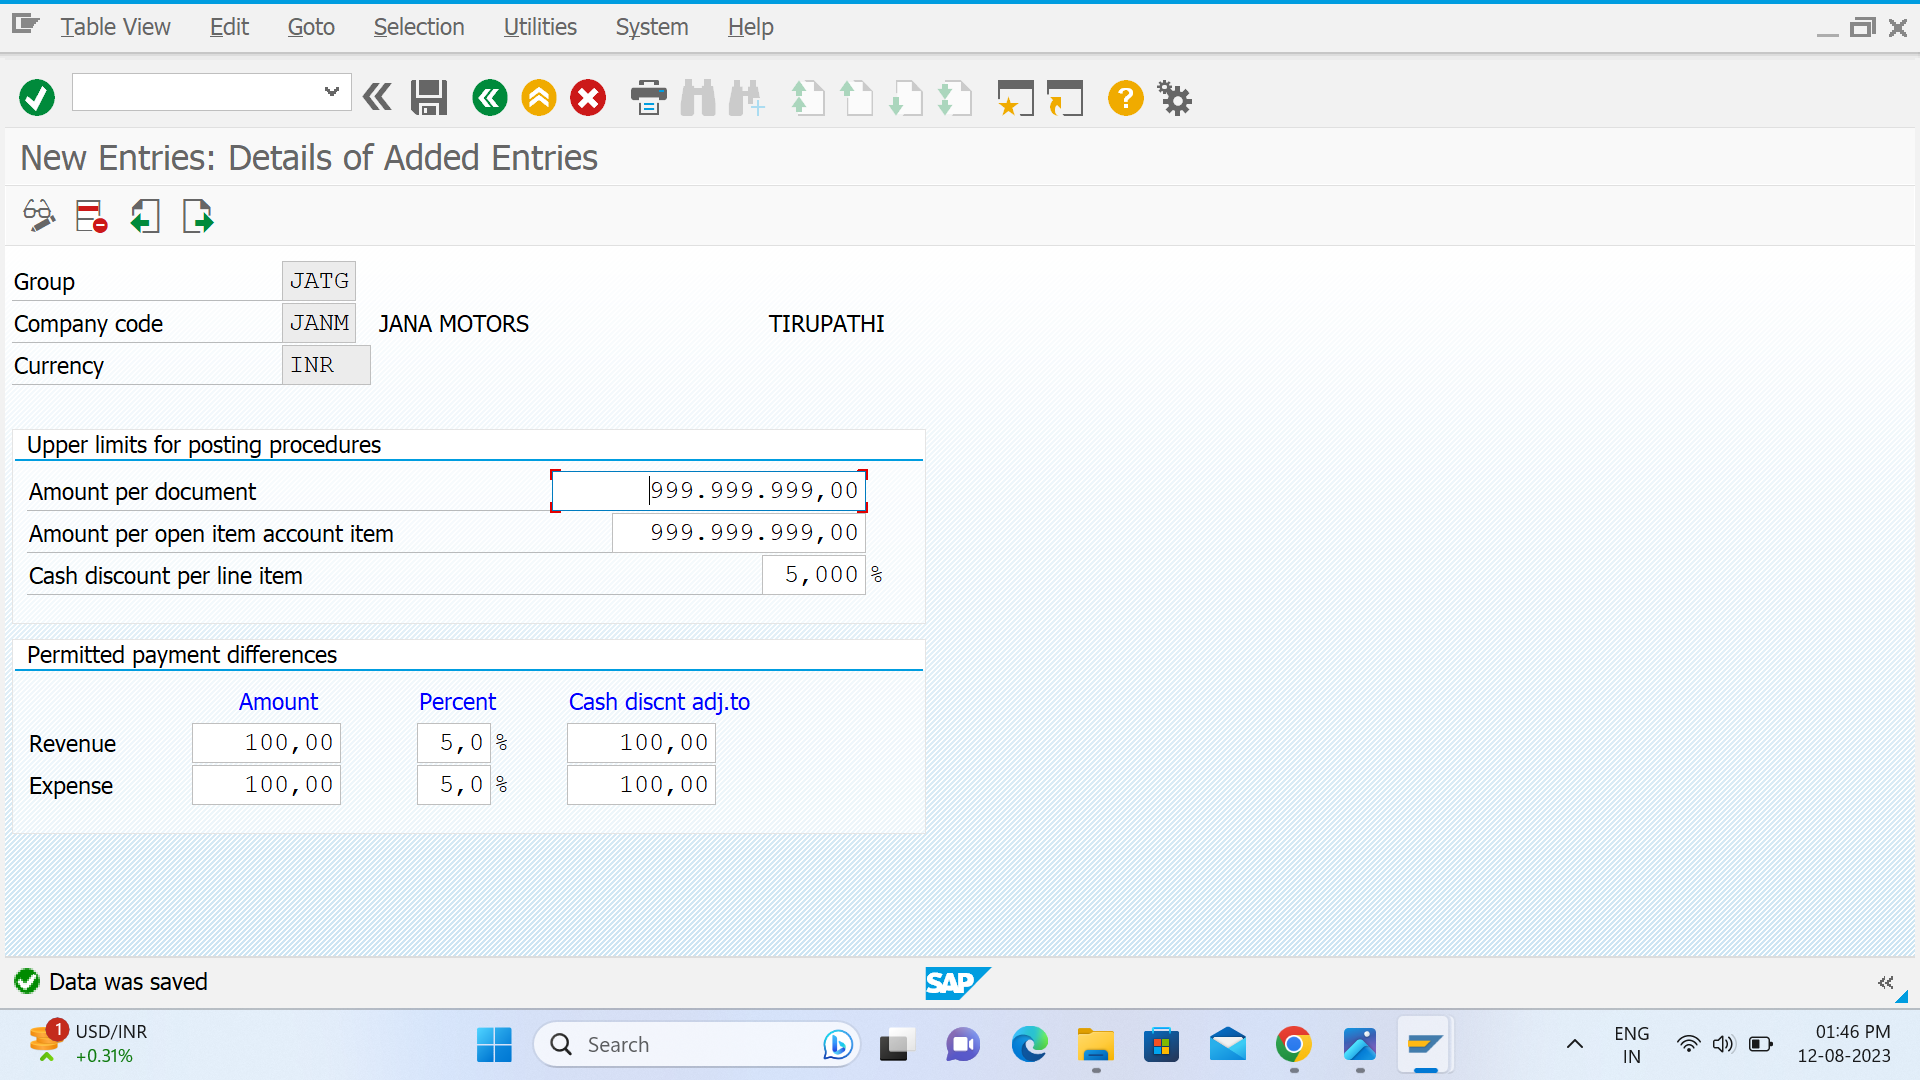 Table View Edit Goto Selection Utilities System Help
New Entries: Details of Added Entries
Group JATG
Company code JANM JANA MOTORS TIRUPATHI
Currency INR
Upper limits for posting procedures
Amount per document 999.999.999,00
Amount per open item account item 999.999.999,00
Cash discount per line item 5,000 %
Permitted payment differences
Amount Percent Cash discnt adj.to
Revenue 100,00 5,0 % 100,00
Expense 100,00 5,0 % 100,00
Data was saved SAP
1 USD/INR
+0.31%
Search
ENG
IN
01:46 PM
12-08-2023